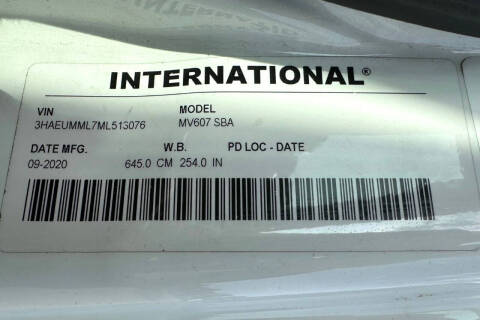 INTERNATIONAL®
VIN MODEL
3HAEUMML7ML513076 MV607 SBA
DATE MFG. W.B. PD LOC - DATE
09-2020 645.0 CM 254.0 IN